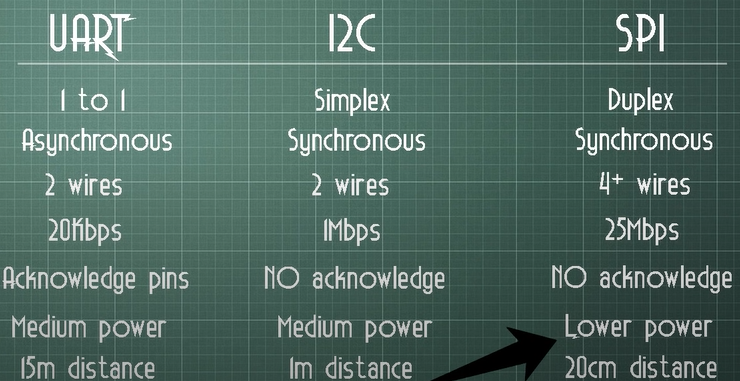 UART I2C SPI
1 to 1 Simplex Duplex
Asynchronous Synchronous Synchronous
2 wires 2 wires 4+ wires
20Kbps 1Mbps 25Mbps
Acknowledge pins NO acknowledge NO acknowledge
Medium power Medium power Lower power
15m distance 1m distance 20cm distance